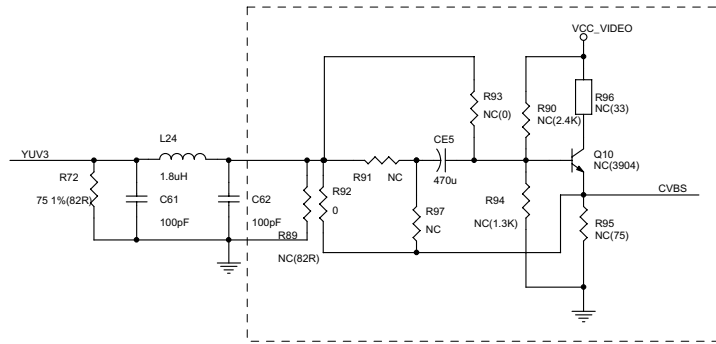 VCC_VIDEO
R93
NC(0)
R90
NC(2.4K)
R96
NC(33)
L24
YUV3
1.8uH
R72
75 1%(82R)
C61
100pF
C62
100pF
R89
NC(82R)
R92
0
R91
NC
CE5
470u
R97
NC
R94
NC(1.3K)
Q10
NC(3904)
CVBS
R95
NC(75)